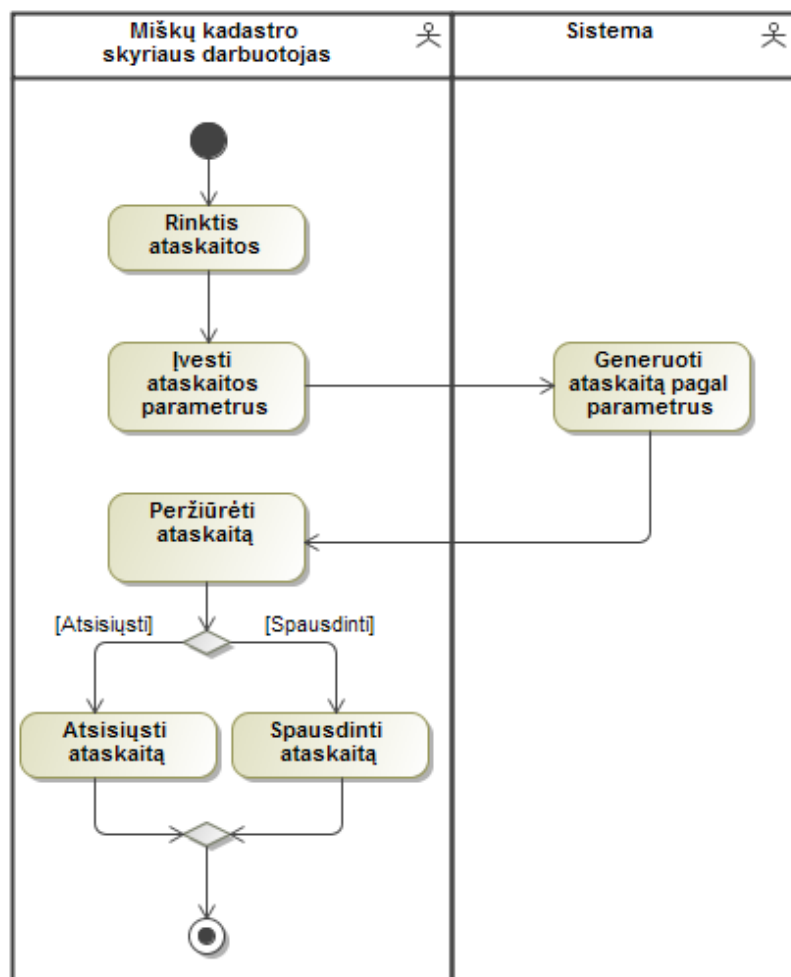 Miškų kadastro
skyriaus darbuotojas
Sistema
Rinktis
ataskaitos
Įvesti
ataskaitos
parametrus
Generuoti
ataskaitą pagal
parametrus
Peržiūrėti
ataskaitą
[Atsisiųsti]
[Spausdinti]
Atsisiųsti
ataskaitą
Spausdinti
ataskaitą